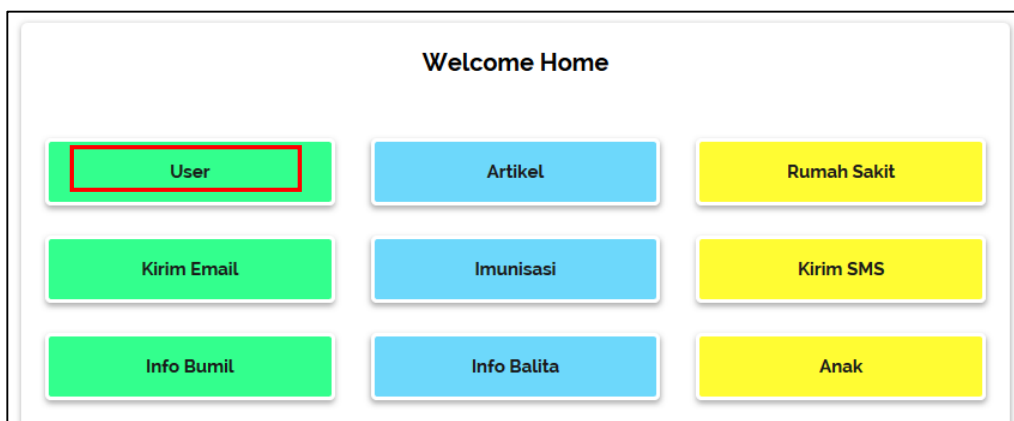 Welcome Home
User
Artikel
Rumah Sakit
Kirim Email
Imunisasi
Kirim SMS
Info Bumil
Info Balita
Anak